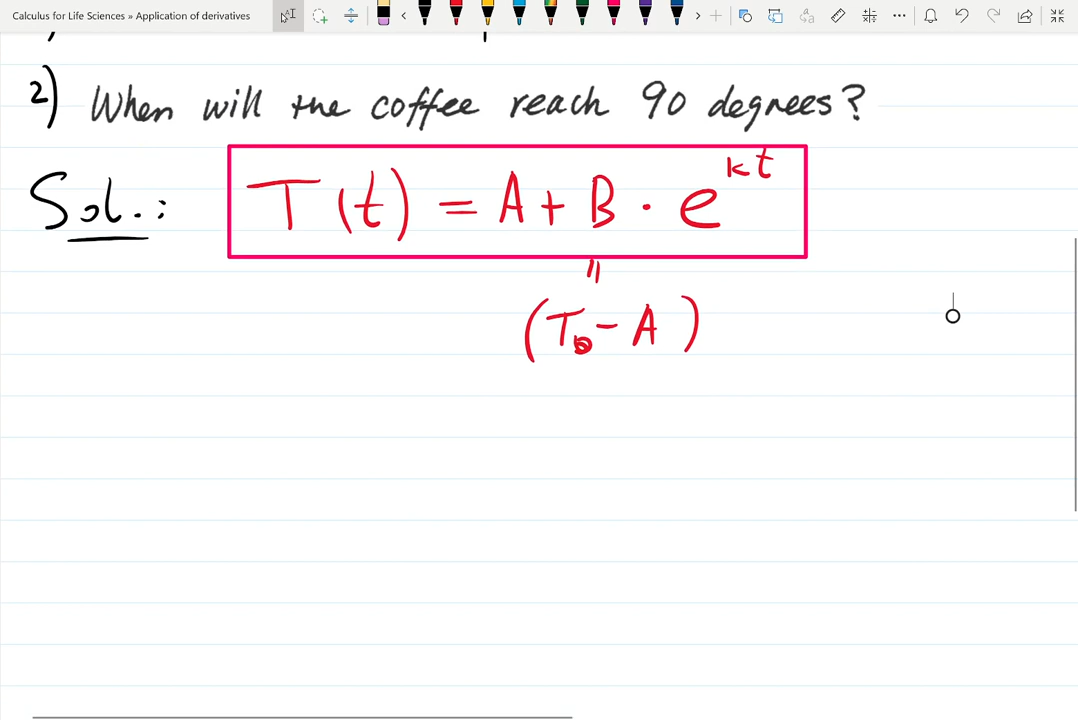 Calculus for Life Sciences » Application of derivatives
2) When will the coffee reach 90 degrees?
Sol.: T(t) = A + B · e^{kt}
=
(T₀ - A)